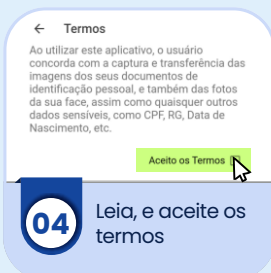 Termos
Ao utilizar este aplicativo, o usuário
concorda com a captura e transferência das
imagens dos seus documentos de
identificação pessoal, e também das fotos
da sua face, assim como quaisquer outros
dados sensíveis, como CPF, RG, Data de
Nascimento, etc.
Aceito os Termos
04
Leia, e aceite os
termos